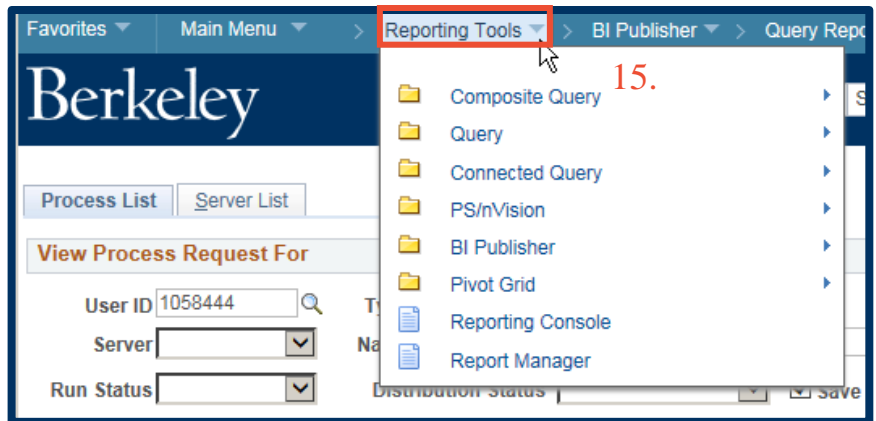 Favorites Main Menu > Reporting Tools > BI Publisher > Query Repo
Berkeley
15.
Composite Query
Query
Connected Query
PS/nVision
BI Publisher
Pivot Grid
Reporting Console
Report Manager
Process List Server List
View Process Request For
User ID 1058444
Server
Run Status
Distribution Status
Save